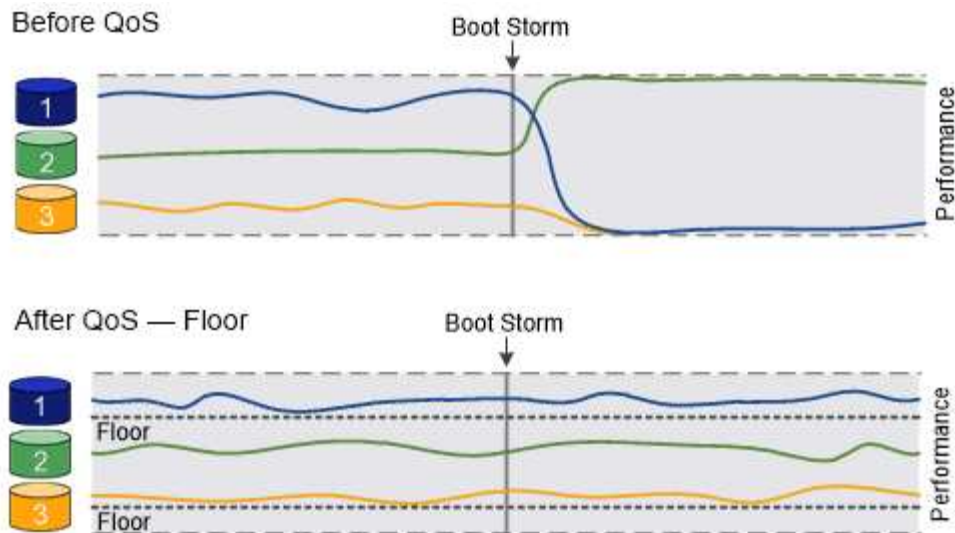 Before QoS
Boot Storm
1
2
3
Performance
After QoS — Floor
Boot Storm
1
Floor
2
3
Floor
Performance